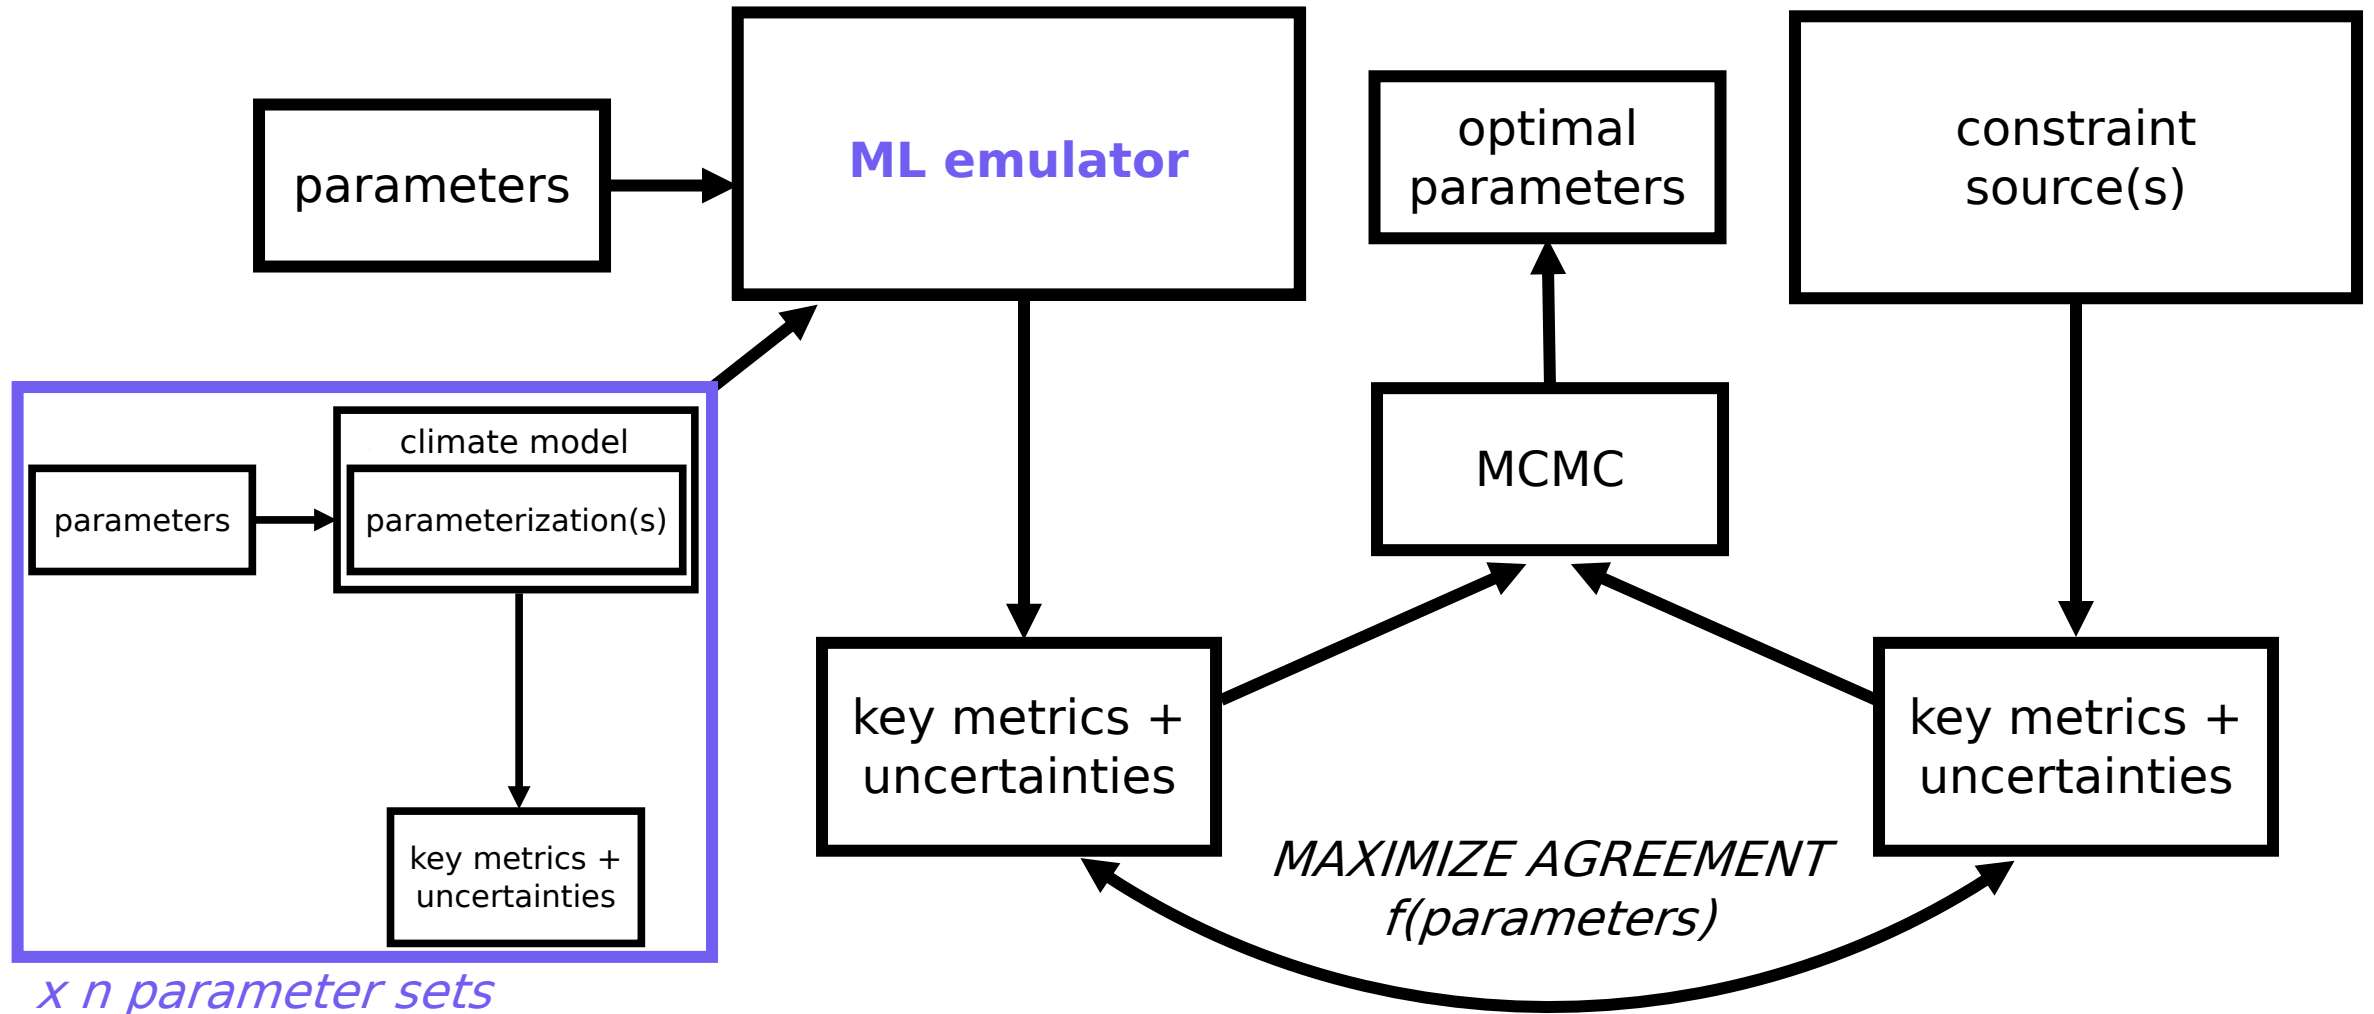 parameters
ML emulator
optimal
parameters
constraint
source(s)
climate model
parameters
parameterization(s)
key metrics +
uncertainties
x n parameter sets
MCMC
key metrics +
uncertainties
key metrics +
uncertainties
MAXIMIZE AGREEMENT
f(parameters)